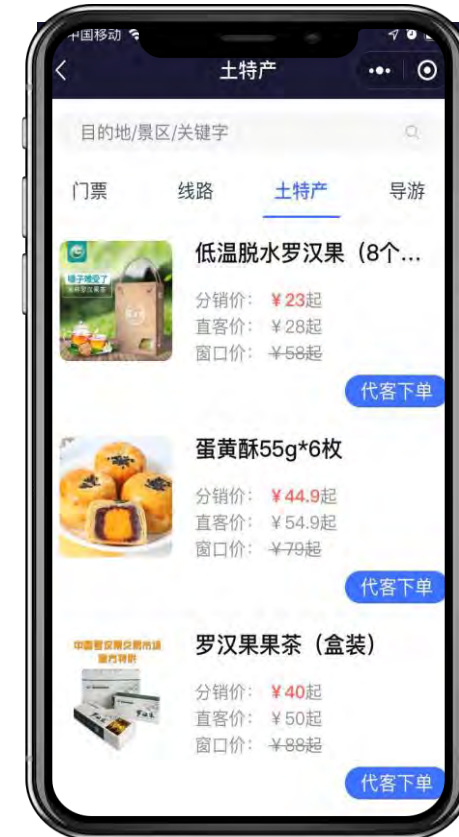 中国移动
土特产
目的地/景区/关键字
门票 线路 土特产 导游
低温脱水罗汉果（8个...
分销价： ￥23起
直客价： ￥28起
窗口价： ￥58起
代客下单
蛋黄酥55g*6枚
分销价： ￥44.9起
直客价： ￥54.9起
窗口价： ￥79起
代客下单
罗汉果果茶（盒装）
分销价： ￥40起
直客价： ￥50起
窗口价： ￥88起
代客下单